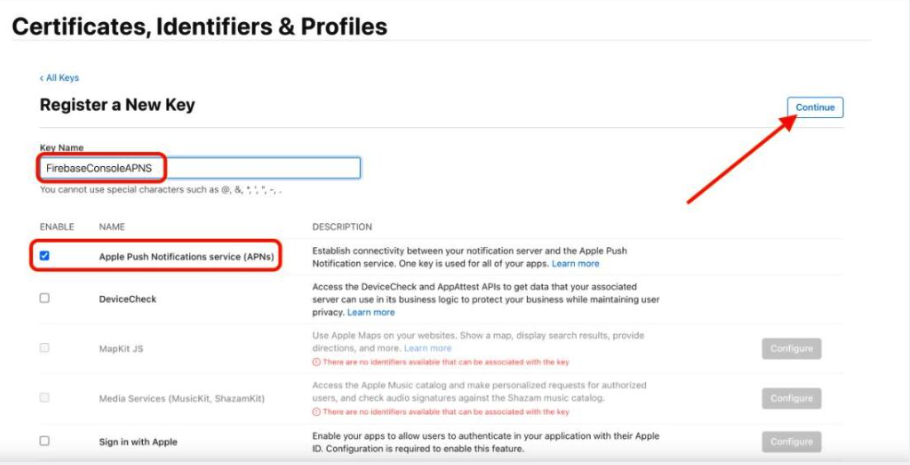 Certificates, Identifiers & Profiles
‹ All Keys
Register a New Key
Continue
Key Name
FirebaseConsoleAPNS
You cannot use special characters such as @, &, *, ', ", -, .
ENABLE NAME DESCRIPTION
Apple Push Notifications service (APNs)
Establish connectivity between your notification server and the Apple Push
Notification service. One key is used for all of your apps. Learn more
DeviceCheck
Access the DeviceCheck and AppAttest APIs to get data that your associated
server can use in its business logic to protect your business while maintaining user
privacy. Learn more
MapKit JS
Use Apple Maps on your websites. Show a map, display search results, provide
directions, and more. Learn more
There are no identifiers available that can be associated with the key
Configure
Media Services (MusicKit, ShazamKit)
Access the Apple Music catalog and make personalized requests for authorized
users, and check audio signatures against the Shazam music catalog.
There are no identifiers available that can be associated with the key
Configure
Sign in with Apple
Enable your apps to allow users to authenticate in your application with their Apple
ID. Configuration is required to enable this feature.
Configure